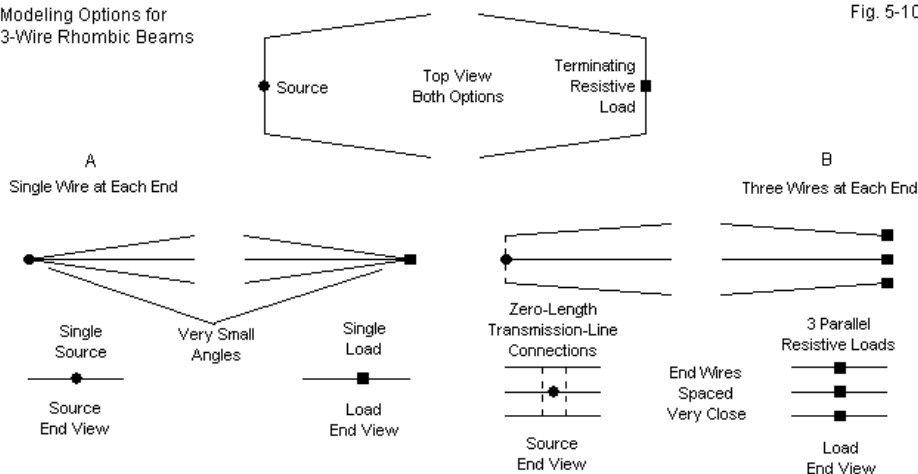 Modeling Options for
3-Wire Rhombic Beams
Fig. 5-10
Source
Top View
Both Options
Terminating
Resistive
Load
A
Single Wire at Each End
B
Three Wires at Each End
Single
Source
Very Small
Angles
Single
Load
Source
End View
Load
End View
Zero-Length
Transmission-Line
Connections
End Wires
Spaced
Very Close
3 Parallel
Resistive Loads
Source
End View
Load
End View